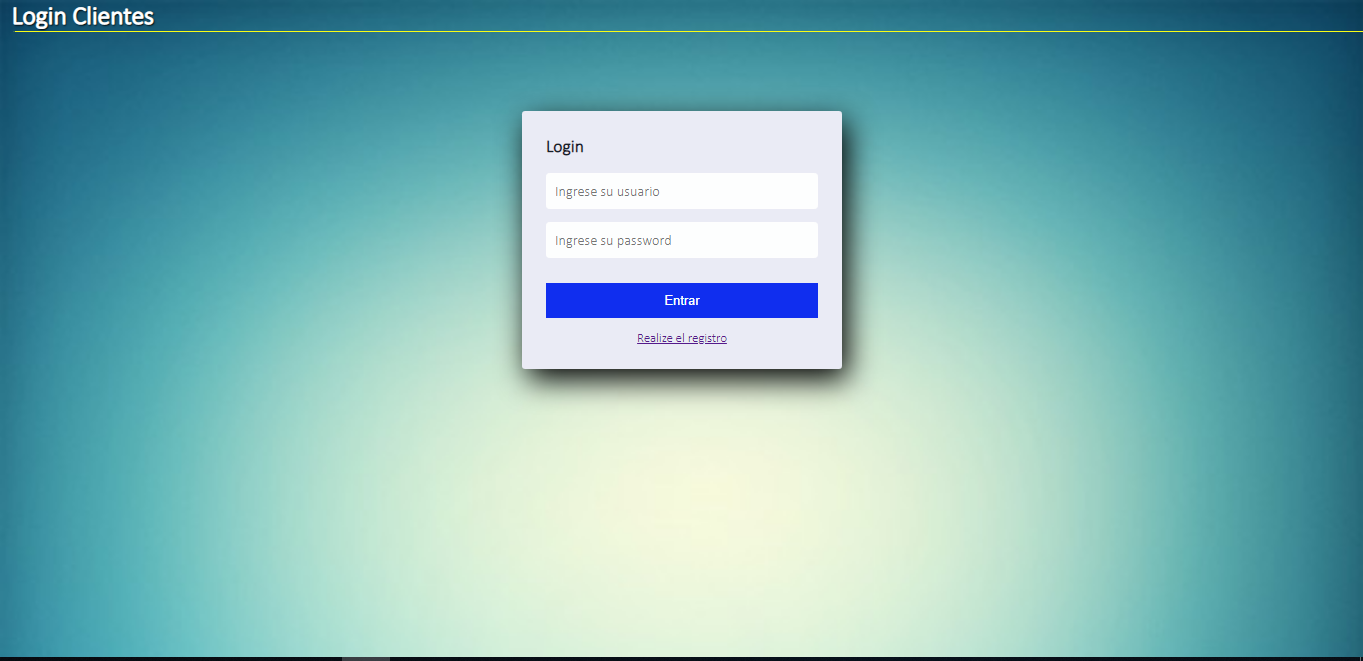 Login Clientes
Login
Ingrese su usuario
Ingrese su password
Entrar
Realize el registro